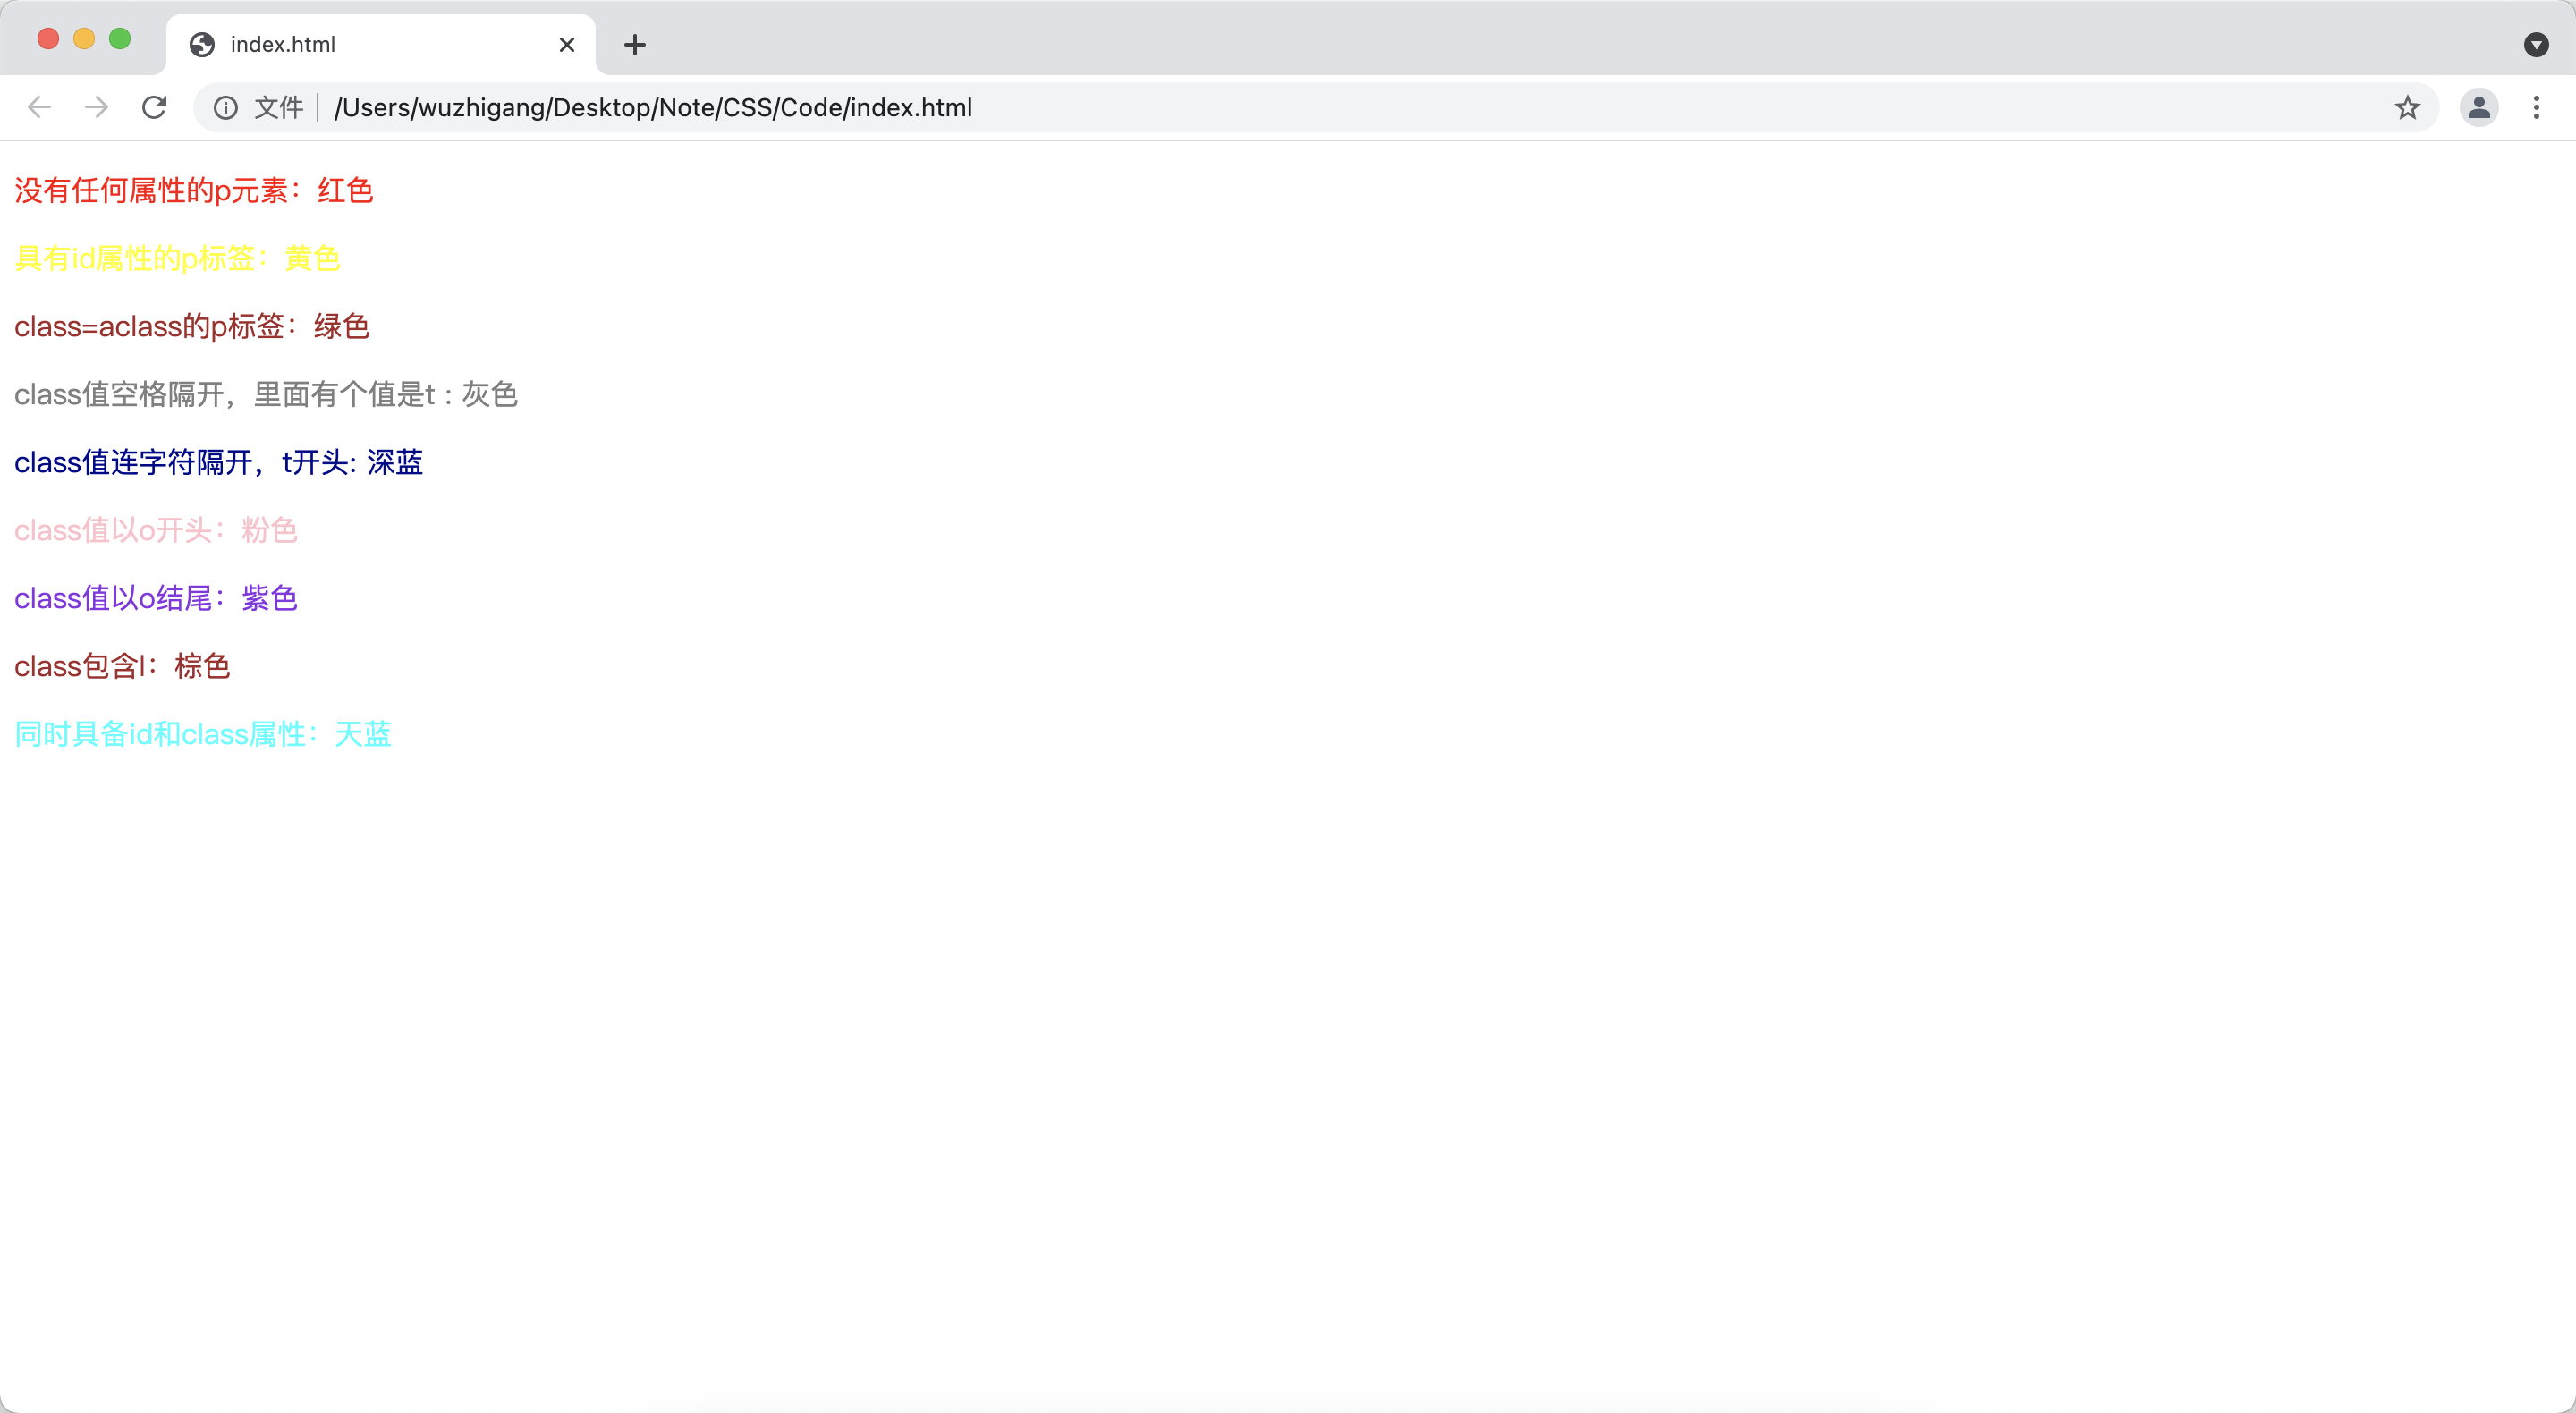 index.html
文件 /Users/wuzhigang/Desktop/Note/CSS/Code/index.html
没有任何属性的p元素：红色
具有id属性的p标签：黄色
class=aclass的p标签：绿色
class值空格隔开，里面有个值是t : 灰色
class值连字符隔开，t开头: 深蓝
class值以o开头：粉色
class值以o结尾：紫色
class包含l：棕色
同时具备id和class属性：天蓝